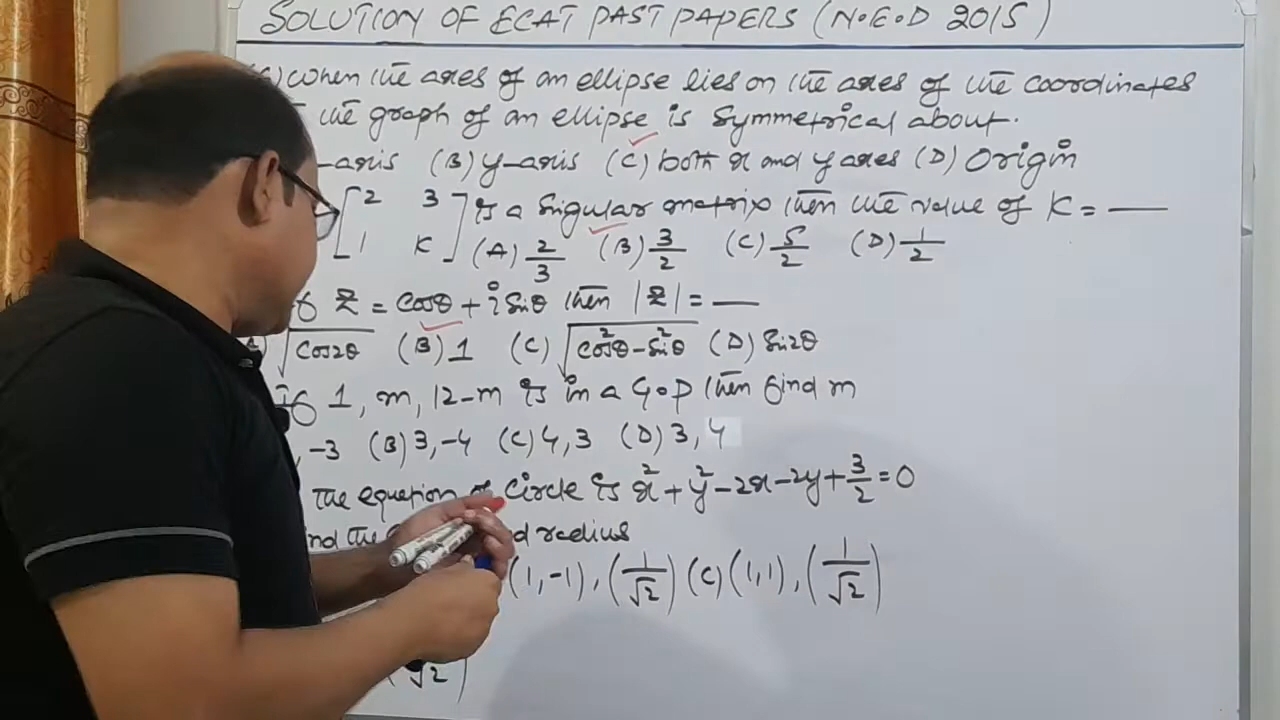 SOLUTION OF ECAT PAST PAPERS (N.E.D 2015)
when the axes of an ellipse lies on the axes of the coordinates
the graph of an ellipse is Symmetrical about.
-axis (B) y-axis (C) both x and y axes (D) Origin
[2 3 is a Singular matrix then the value of K = —
1 K] (A) 2/3 (B) 3/2 (C) 5/2 (D) 1/2
Z = Cosθ + i Sinθ then |Z| = —
√Cos2θ (B) 1 (C) √Cos²θ-Sin²θ (D) Sin2θ
If 1, m, 12-m is in a G.P then find m
, -3 (B) 3, -4 (C) 4, 3 (D) 3, 4
The equetion of Circle is x² + y² - 2x - 2y + 3/2 = 0
radius
(1, -1), (1/√2) (C) (1, 1), (1/√2)
√2)